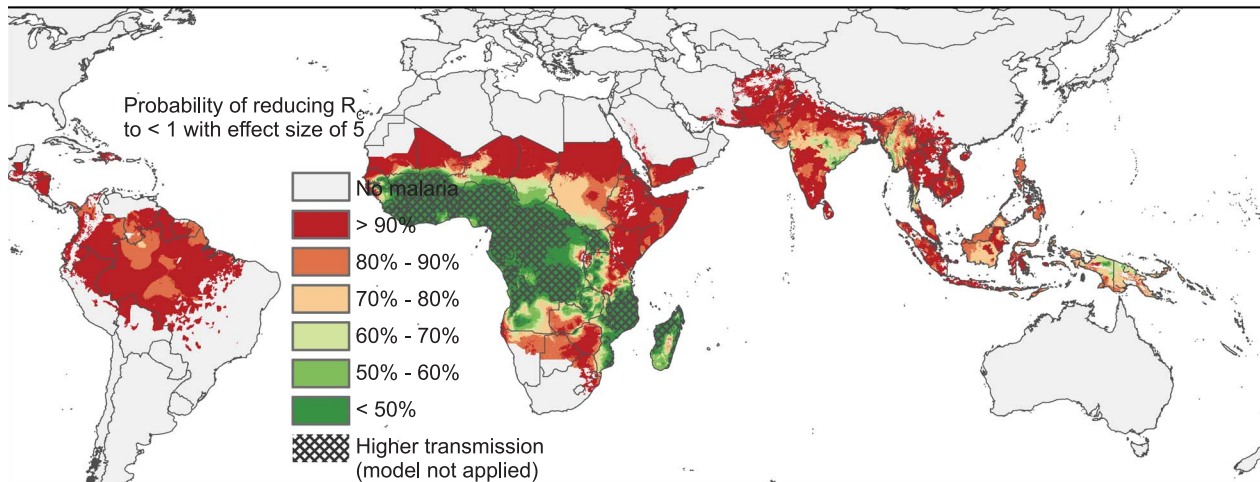 Probability of reducing R_c
to < 1 with effect size of 5
No malaria
> 90%
80% - 90%
70% - 80%
60% - 70%
50% - 60%
< 50%
Higher transmission
(model not applied)